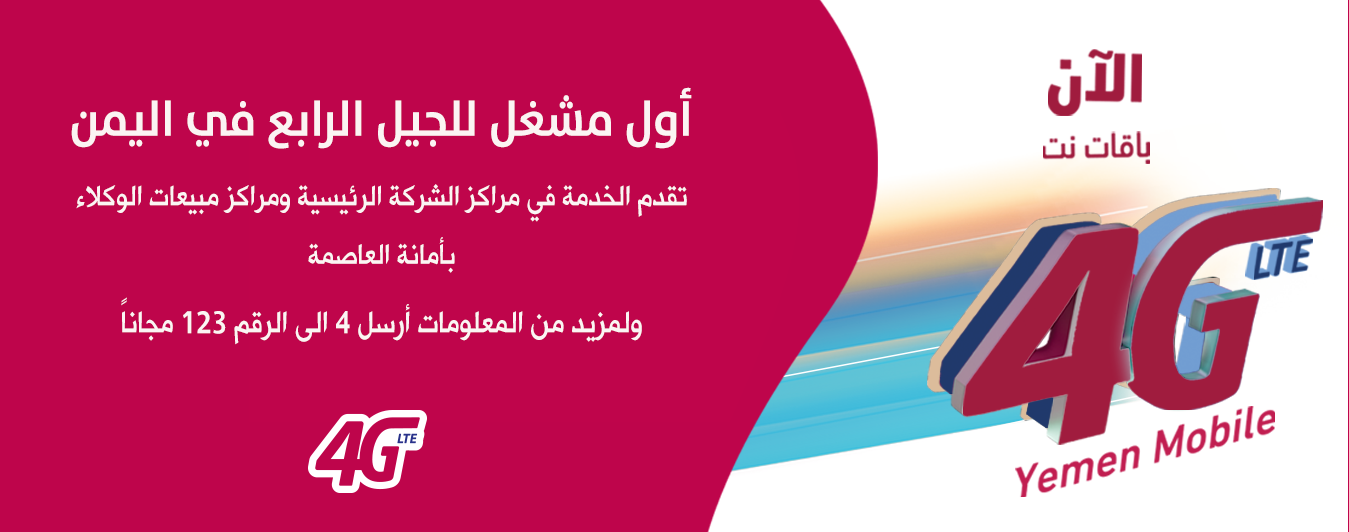 الآن
باقات نت
4G LTE
Yemen Mobile
أول مشغل للجيل الرابع في اليمن
تقدم الخدمة في مراكز الشركة الرئيسية ومراكز مبيعات الوكلاء
بأمانة العاصمة
ولمزيد من المعلومات أرسل 4 الى الرقم 123 مجاناً
4G LTE